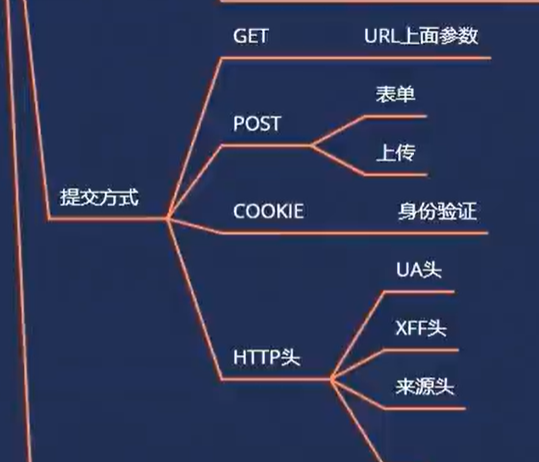 GET URL上面参数
表单
POST
上传
提交方式
COOKIE 身份验证
UA头
XFF头
HTTP头
来源头